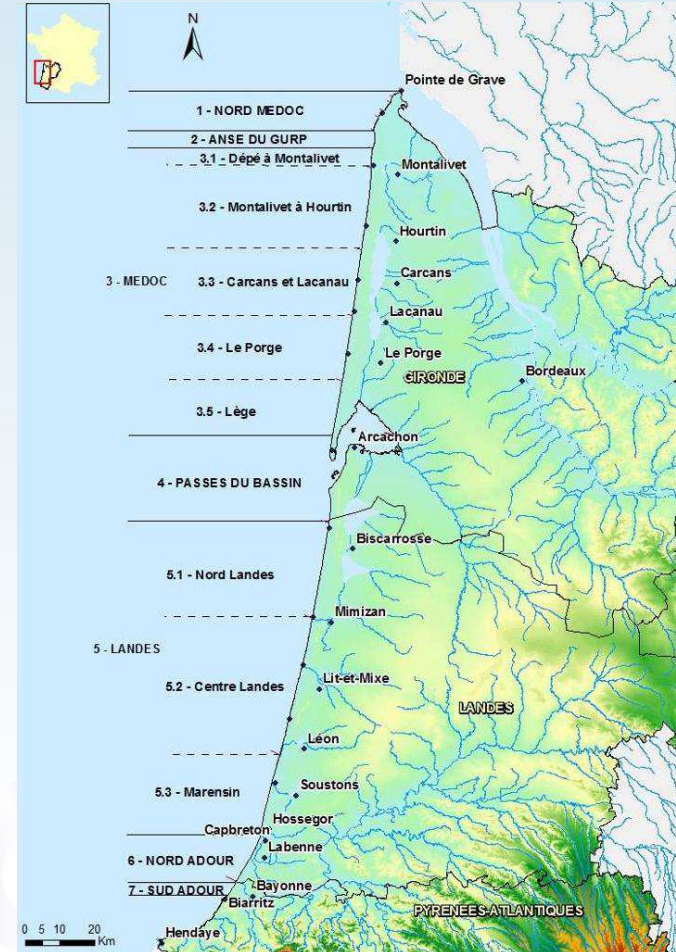 N
Pointe de Grave
1 - NORD MEDOC
2 - ANSE DU GURP
3.1 - Dépé à Montalivet
Montalivet
3.2 - Montalivet à Hourtin
Hourtin
3 - MEDOC
3.3 - Carcans et Lacanau
Carcans
Lacanau
3.4 - Le Porge
Le Porge
GIRONDE
Bordeaux
3.5 - Lège
Arcachon
4 - PASSES DU BASSIN
Biscarrosse
5.1 - Nord Landes
Mimizan
5 - LANDES
5.2 - Centre Landes
Lit-et-Mixe
LANDES
Léon
5.3 - Marensin
Soustons
Hossegor
Capbreton
Labenne
6 - NORD ADOUR
7 - SUD ADOUR
Bayonne
Biarritz
PYRENEES-ATLANTIQUES
Hendaye
0 5 10 20
Km